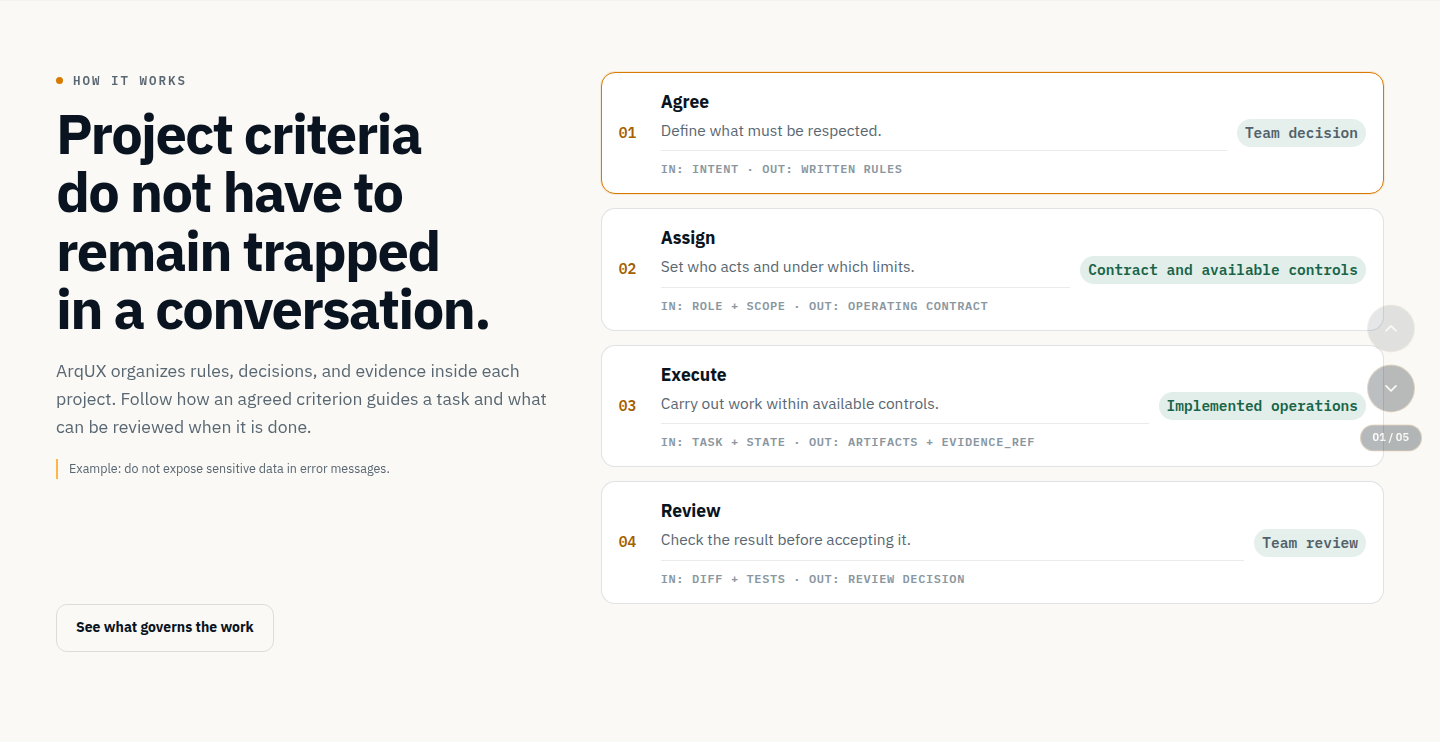 HOW IT WORKS
Project criteria
do not have to
remain trapped
in a conversation.
ArqUX organizes rules, decisions, and evidence inside each
project. Follow how an agreed criterion guides a task and what
can be reviewed when it is done.
Example: do not expose sensitive data in error messages.
See what governs the work
01
Agree
Define what must be respected.
Team decision
IN: INTENT · OUT: WRITTEN RULES
02
Assign
Set who acts and under which limits.
Contract and available controls
IN: ROLE + SCOPE · OUT: OPERATING CONTRACT
03
Execute
Carry out work within available controls.
Implemented operations
IN: TASK + STATE · OUT: ARTIFACTS + EVIDENCE_REF
04
Review
Check the result before accepting it.
Team review
IN: DIFF + TESTS · OUT: REVIEW DECISION
01 / 05